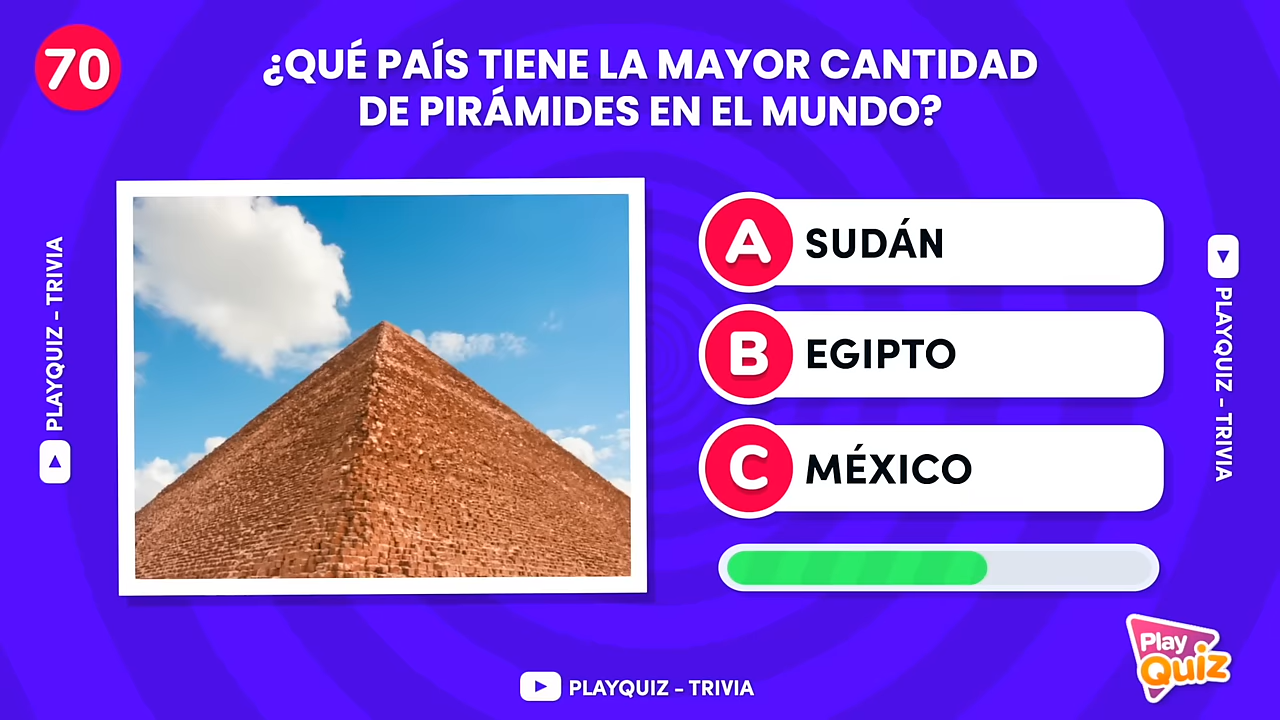 70
¿QUÉ PAÍS TIENE LA MAYOR CANTIDAD
DE PIRÁMIDES EN EL MUNDO?
A SUDÁN
B EGIPTO
C MÉXICO
PLAYQUIZ - TRIVIA
PLAYQUIZ - TRIVIA
PLAYQUIZ - TRIVIA
Play
Quiz